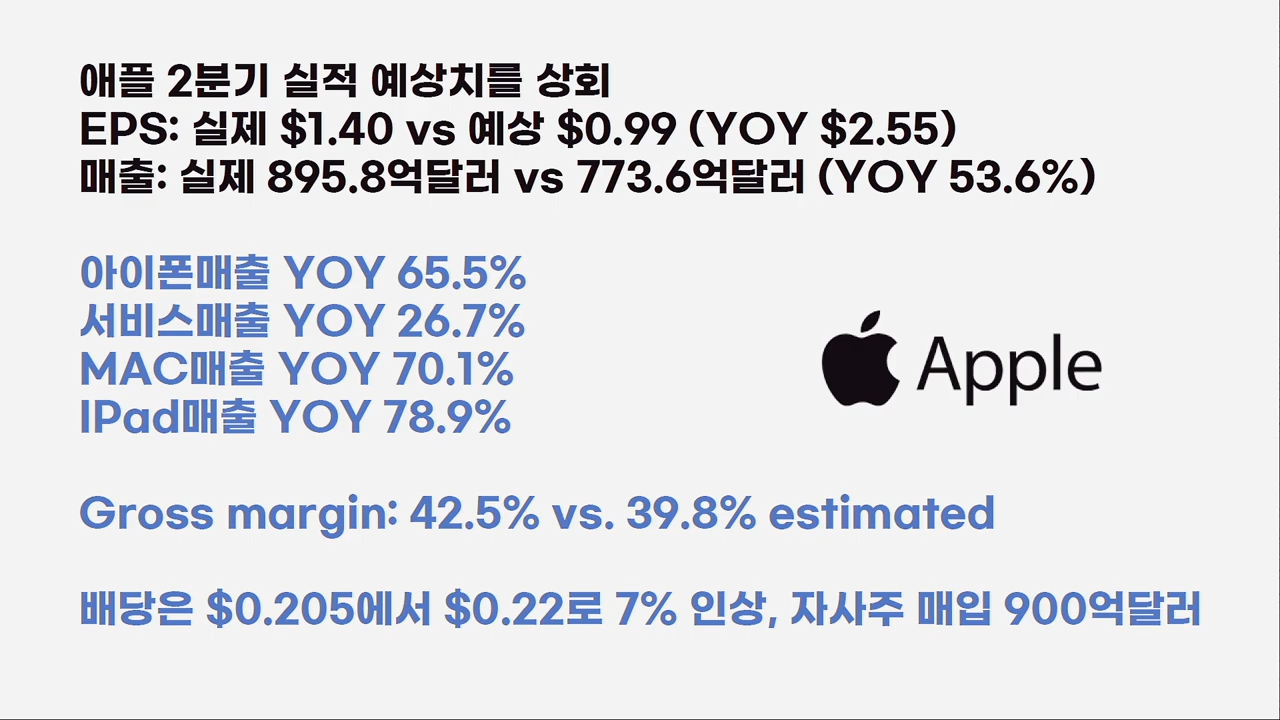 애플 2분기 실적 예상치를 상회
EPS: 실제 $1.40 vs 예상 $0.99 (YOY $2.55)
매출: 실제 895.8억달러 vs 773.6억달러 (YOY 53.6%)
아이폰매출 YOY 65.5%
서비스매출 YOY 26.7%
MAC매출 YOY 70.1%
IPad매출 YOY 78.9%
Apple
Gross margin: 42.5% vs. 39.8% estimated
배당은 $0.205에서 $0.22로 7% 인상, 자사주 매입 900억달러